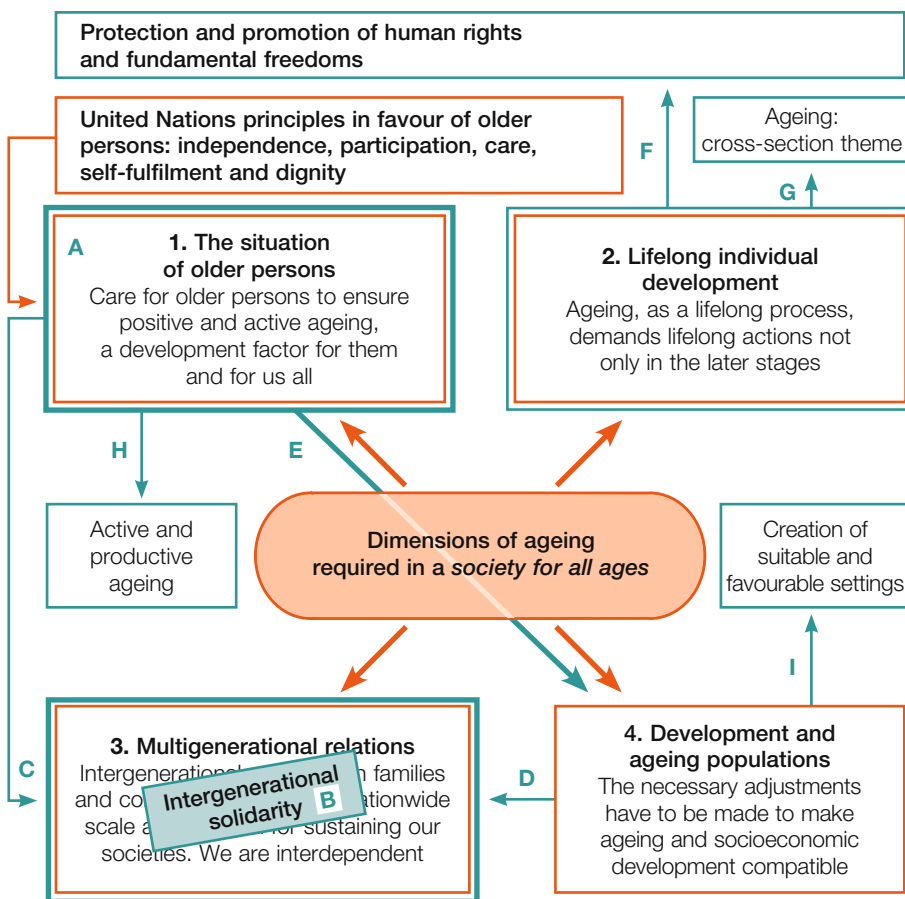 Protection and promotion of human rights
and fundamental freedoms
United Nations principles in favour of older
persons: independence, participation, care,
self-fulfilment and dignity
F
Ageing:
cross-section theme
G
A
1. The situation
of older persons
Care for older persons to ensure
positive and active ageing,
a development factor for them
and for us all
2. Lifelong individual
development
Ageing, as a lifelong process,
demands lifelong actions not
only in the later stages
H
E
Active and
productive
ageing
Dimensions of ageing
required in a society for all ages
Creation of
suitable and
favourable settings
I
C
3. Multigenerational relations
families
and
scale sustaining our
societies. We are interdependent
Intergenerational
solidarity B
D
4. Development and
ageing populations
The necessary adjustments
have to be made to make
ageing and socioeconomic
development compatible